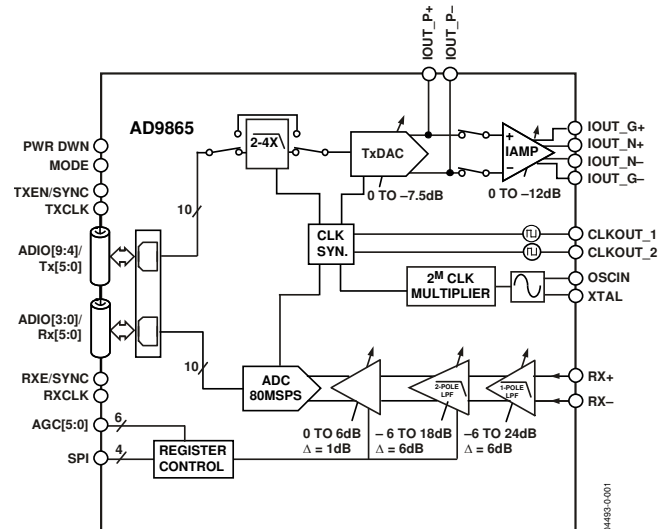 IOUT_P+
IOUT_P–
AD9865
PWR DWN
MODE
TXEN/SYNC
TXCLK
ADIO[9:4]/
Tx[5:0]
ADIO[3:0]/
Rx[5:0]
RXE/SYNC
RXCLK
AGC[5:0]
SPI
10
2-4X
TxDAC
0 TO –7.5dB
+
–
IAMP
0 TO –12dB
IOUT_G+
IOUT_N+
IOUT_N–
IOUT_G–
CLK
SYN.
CLKOUT_1
CLKOUT_2
2M CLK
MULTIPLIER
OSCIN
XTAL
10
ADC
80MSPS
2-POLE
LPF
1-POLE
LPF
RX+
RX–
0 TO 6dB
Δ = 1dB
– 6 TO 18dB
Δ = 6dB
–6 TO 24dB
Δ = 6dB
6
4
REGISTER
CONTROL
04493-0-001